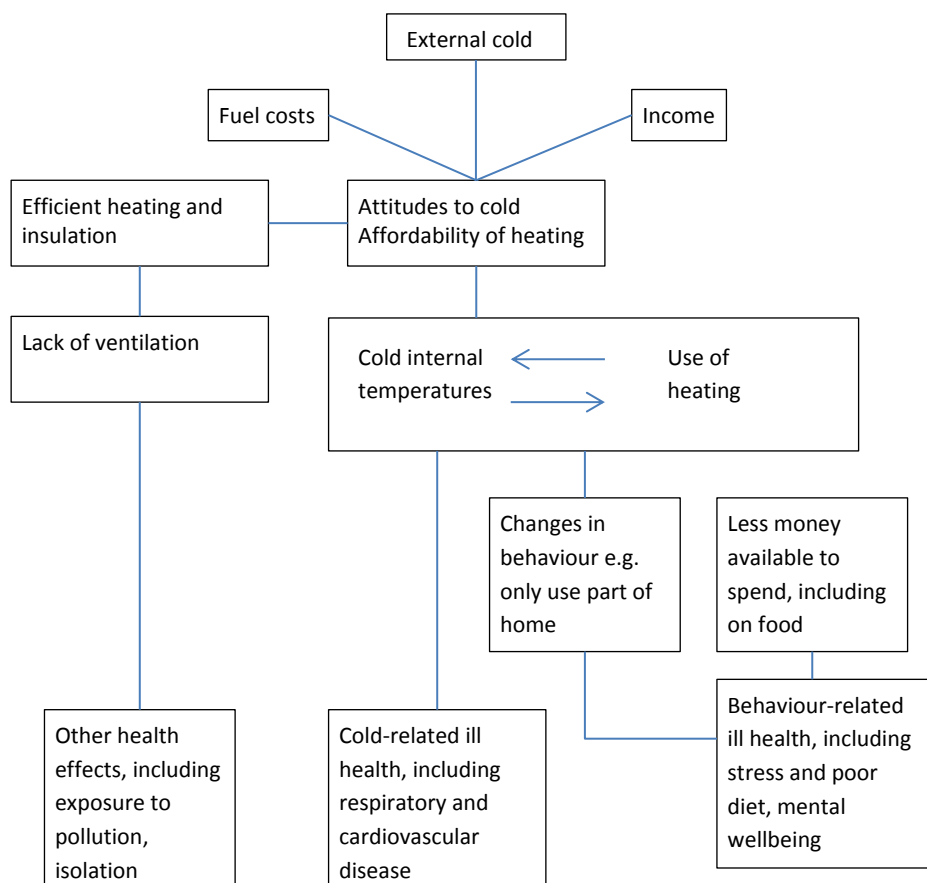 External cold
Fuel costs
Income
Efficient heating and
insulation
Attitudes to cold
Affordability of heating
Lack of ventilation
Cold internal
temperatures
Use of
heating
Changes in
behaviour e.g.
only use part of
home
Less money
available to
spend, including
on food
Other health
effects, including
exposure to
pollution,
isolation
Cold-related ill
health, including
respiratory and
cardiovascular
disease
Behaviour-related
ill health, including
stress and poor
diet, mental
wellbeing